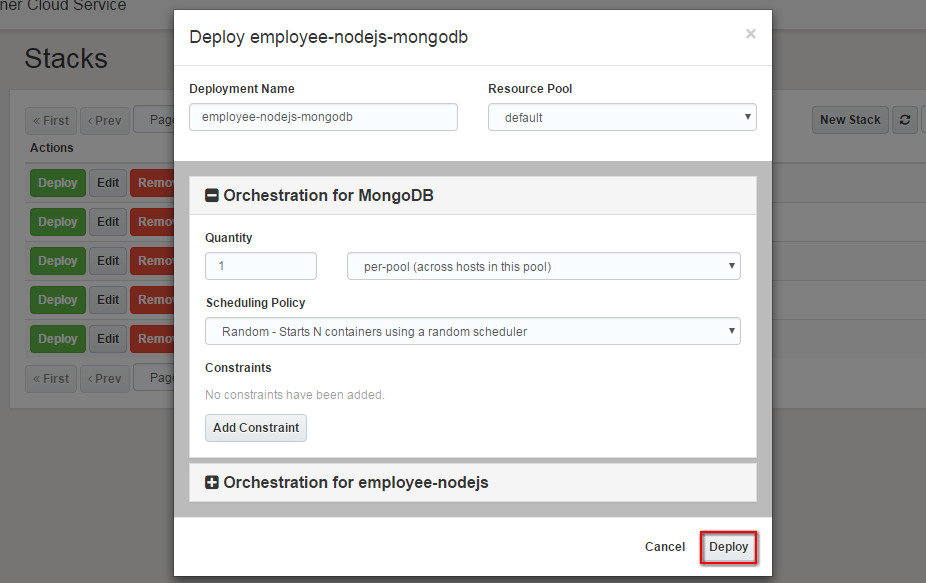 ner Cloud Service
Stacks
« First ‹ Prev Page
New Stack
Actions
Deploy Edit Remo
Deploy Edit Remo
Deploy Edit Remo
Deploy Edit Remo
Deploy Edit Remo
« First ‹ Prev Page
Deploy employee-nodejs-mongodb ×
Deployment Name Resource Pool
employee-nodejs-mongodb default
Orchestration for MongoDB
Quantity
1 per-pool (across hosts in this pool)
Scheduling Policy
Random - Starts N containers using a random scheduler
Constraints
No constraints have been added.
Add Constraint
Orchestration for employee-nodejs
Cancel Deploy